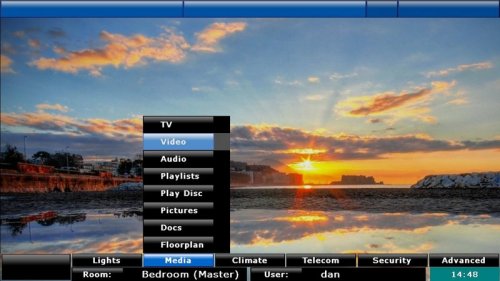 TV
Video
Audio
Playlists
Play Disc
Pictures
Docs
Floorplan
Lights Media Climate Telecom Security Advanced
Room: Bedroom (Master) User: dan 14:48